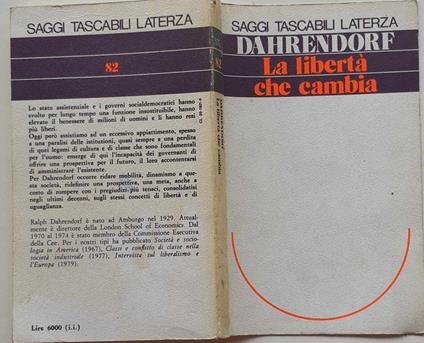 SAGGI TASCABILI LATERZA
82
Lo stato assistenziale e i governi socialdemocratici hanno
svolto per lungo tempo una funzione insostituibile, hanno
elevato il benessere di milioni di uomini e li hanno resi
più liberi.
Oggi però assistiamo ad un eccessivo appiattimento, spesso
a una paralisi delle istituzioni, quasi sempre a una perdita
di quei legami di cultura e di classe che sono fondamentali
per l'uomo: emerge di qui l'incapacità dei governanti di
offrire una prospettiva per il futuro, il loro accontentarsi
di amministrare l'esistente.
Per Dahrendorf occorre ridare mobilità, dinamismo a que-
sta società, ridefinire una prospettiva, una meta, anche a
costo di rompere con i pregiudizi più tenaci, consolidatisi
negli ultimi decenni, sugli stessi concetti di libertà e di
uguaglianza.
Ralph Dahrendorf è nato ad Amburgo nel 1929. Attual-
mente è direttore della London School of Economics. Dal
1970 al 1974 è stato membro della Commissione Esecutiva
della Cee. Per i nostri tipi ha pubblicato Società e socio-
logia in America (1967), Classi e conflitto di classe nella
società industriale (1977), Intervista sul liberalismo e
l'Europa (1979).
Lire 6000 (i.i.)
82
SAGGI TASCABILI LATERZA
DAHRENDORF
La libertà
che cambia